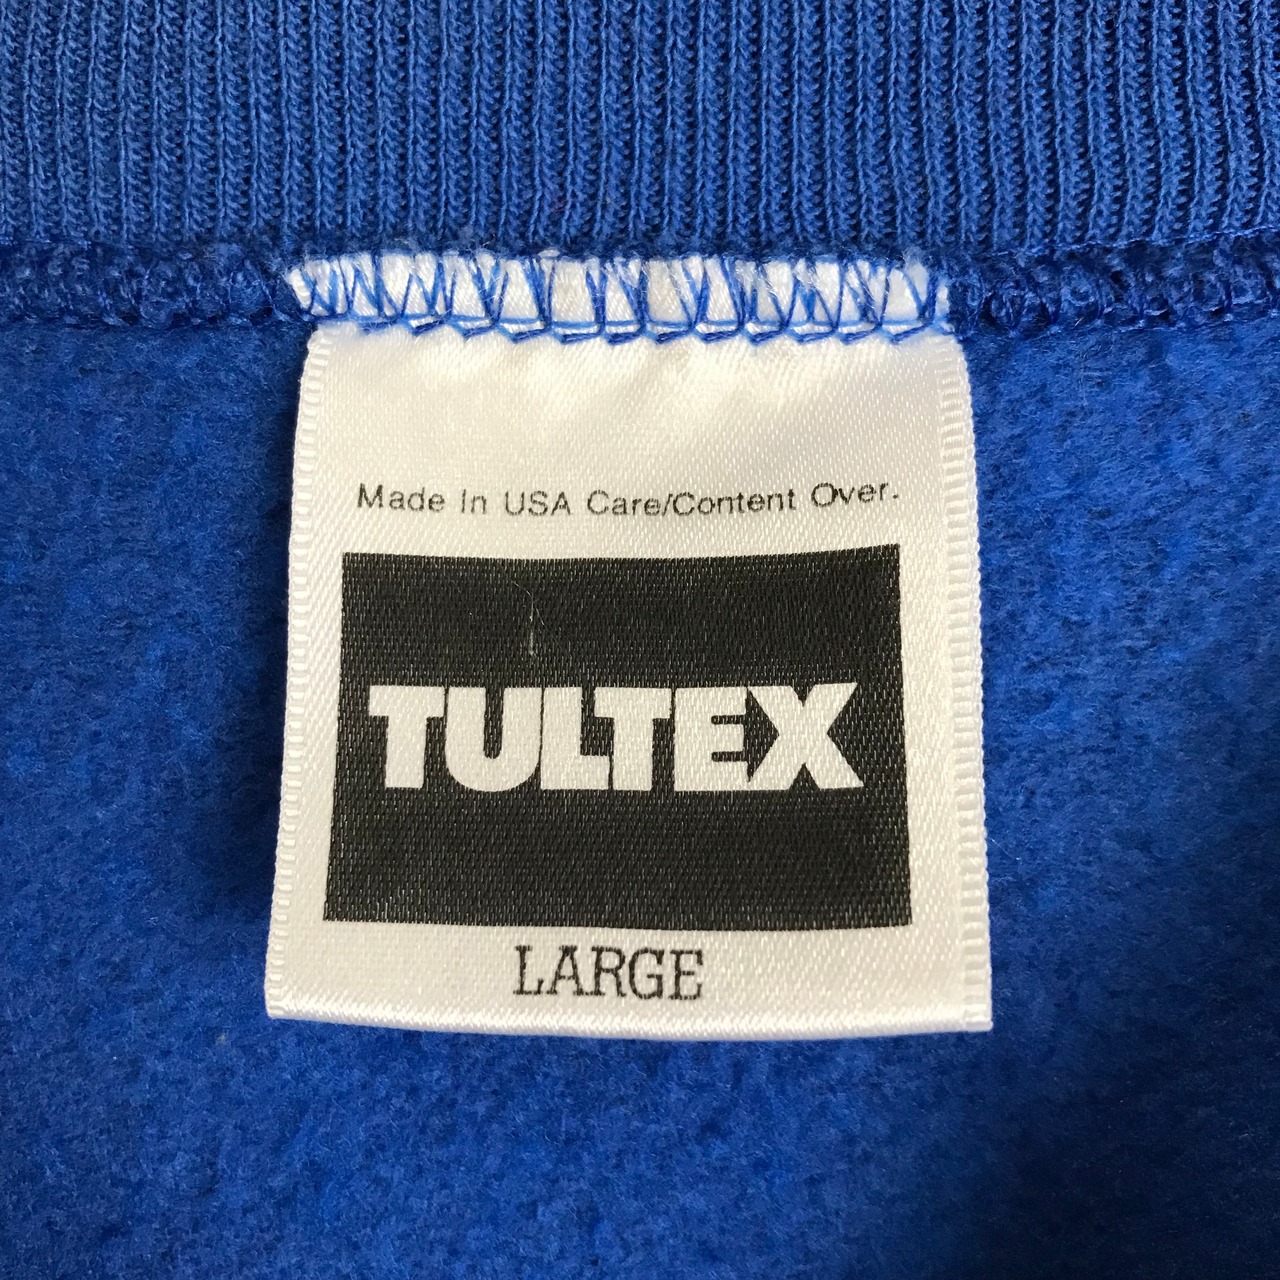 Made In USA Care/Content Over.
TULTEX
LARGE